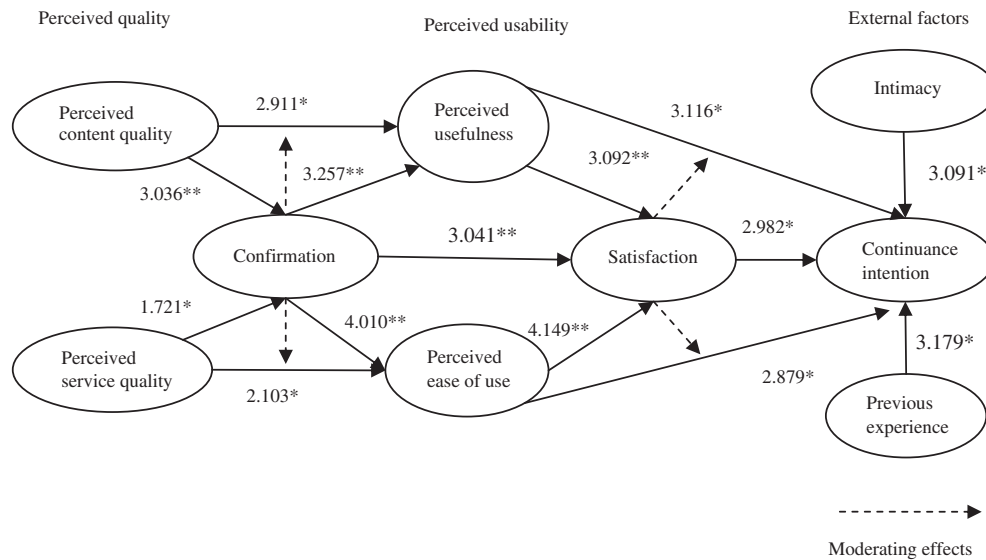 Perceived quality
Perceived usability
External factors
Perceived
content quality
2.911*
Perceived
usefulness
3.116*
Intimacy
3.036**
3.257**
3.092**
3.091*
Confirmation
3.041**
Satisfaction
2.982*
Continuance
intention
1.721*
4.010**
4.149**
Perceived
service quality
2.103*
Perceived
ease of use
2.879*
3.179*
Previous
experience
Moderating effects